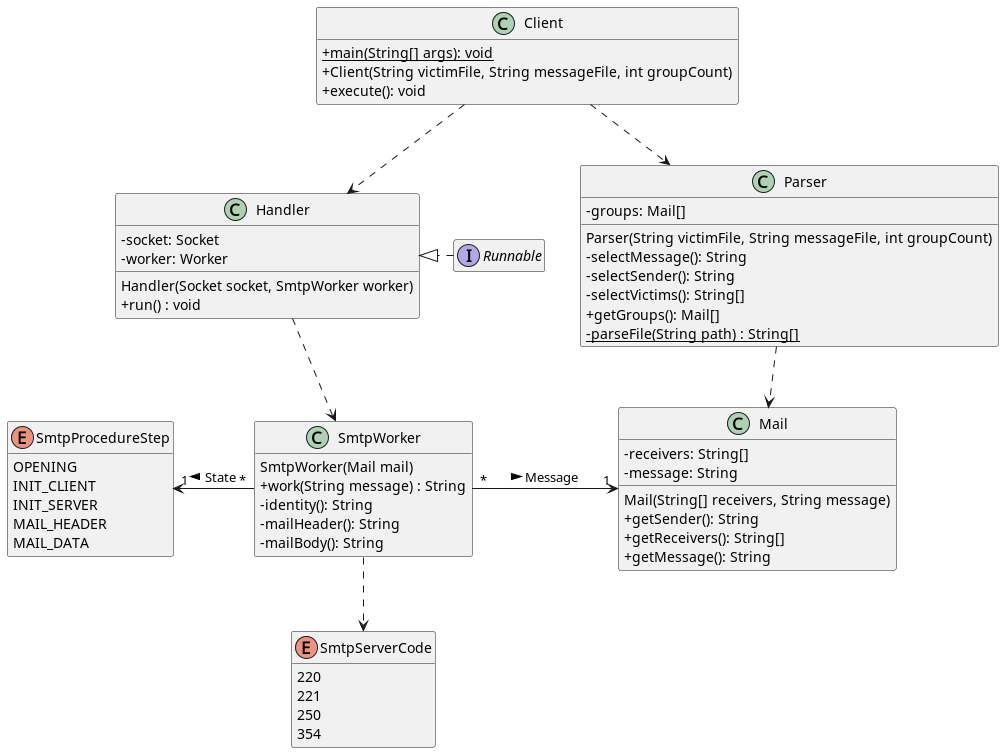 C Client
+main(String[] args): void
+Client(String victimFile, String messageFile, int groupCount)
+execute(): void
C Handler
-socket: Socket
-worker: Worker
Handler(Socket socket, SmtpWorker worker)
+run() : void
I Runnable
C Parser
-groups: Mail[]
Parser(String victimFile, String messageFile, int groupCount)
-selectMessage(): String
-selectSender(): String
-selectVictims(): String[]
+getGroups(): Mail[]
-parseFile(String path) : String[]
E SmtpProcedureStep
OPENING
INIT_CLIENT
INIT_SERVER
MAIL_HEADER
MAIL_DATA
1 State *
C SmtpWorker
SmtpWorker(Mail mail)
+work(String message) : String
-identity(): String
-mailHeader(): String
-mailBody(): String
* Message 1
C Mail
-receivers: String[]
-message: String
Mail(String[] receivers, String message)
+getSender(): String
+getReceivers(): String[]
+getMessage(): String
E SmtpServerCode
220
221
250
354